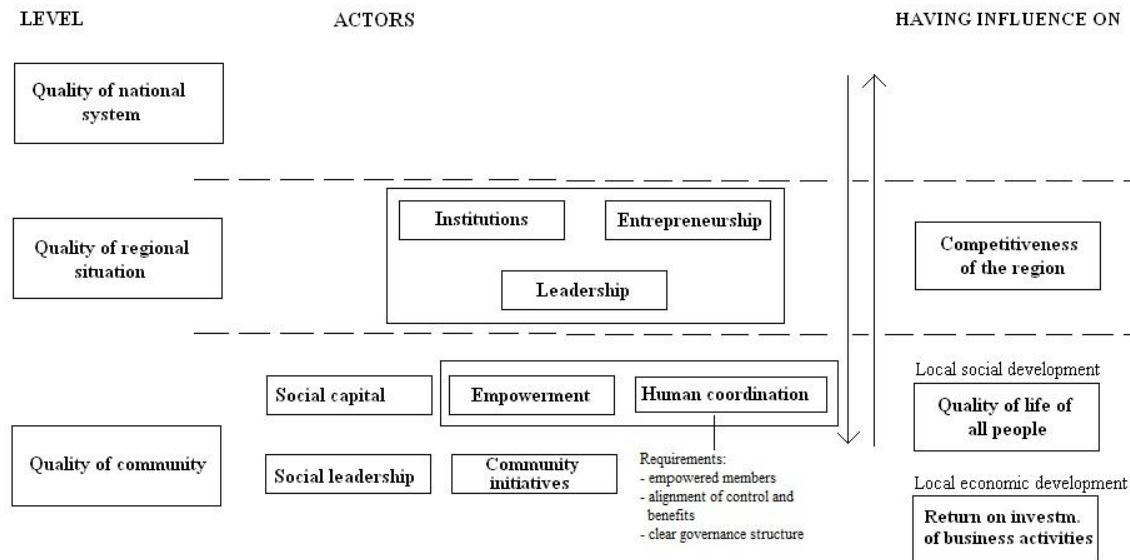 LEVEL
ACTORS
HAVING INFLUENCE ON
Quality of national
system
Institutions
Entrepreneurship
Leadership
Quality of regional
situation
Competitiveness
of the region
Social capital
Empowerment
Human coordination
Local social development
Quality of life of
all people
Quality of community
Social leadership
Community
initiatives
Requirements:
- empowered members
- alignment of control and
benefits
- clear governance structure
Local economic development
Return on investm.
of business activities